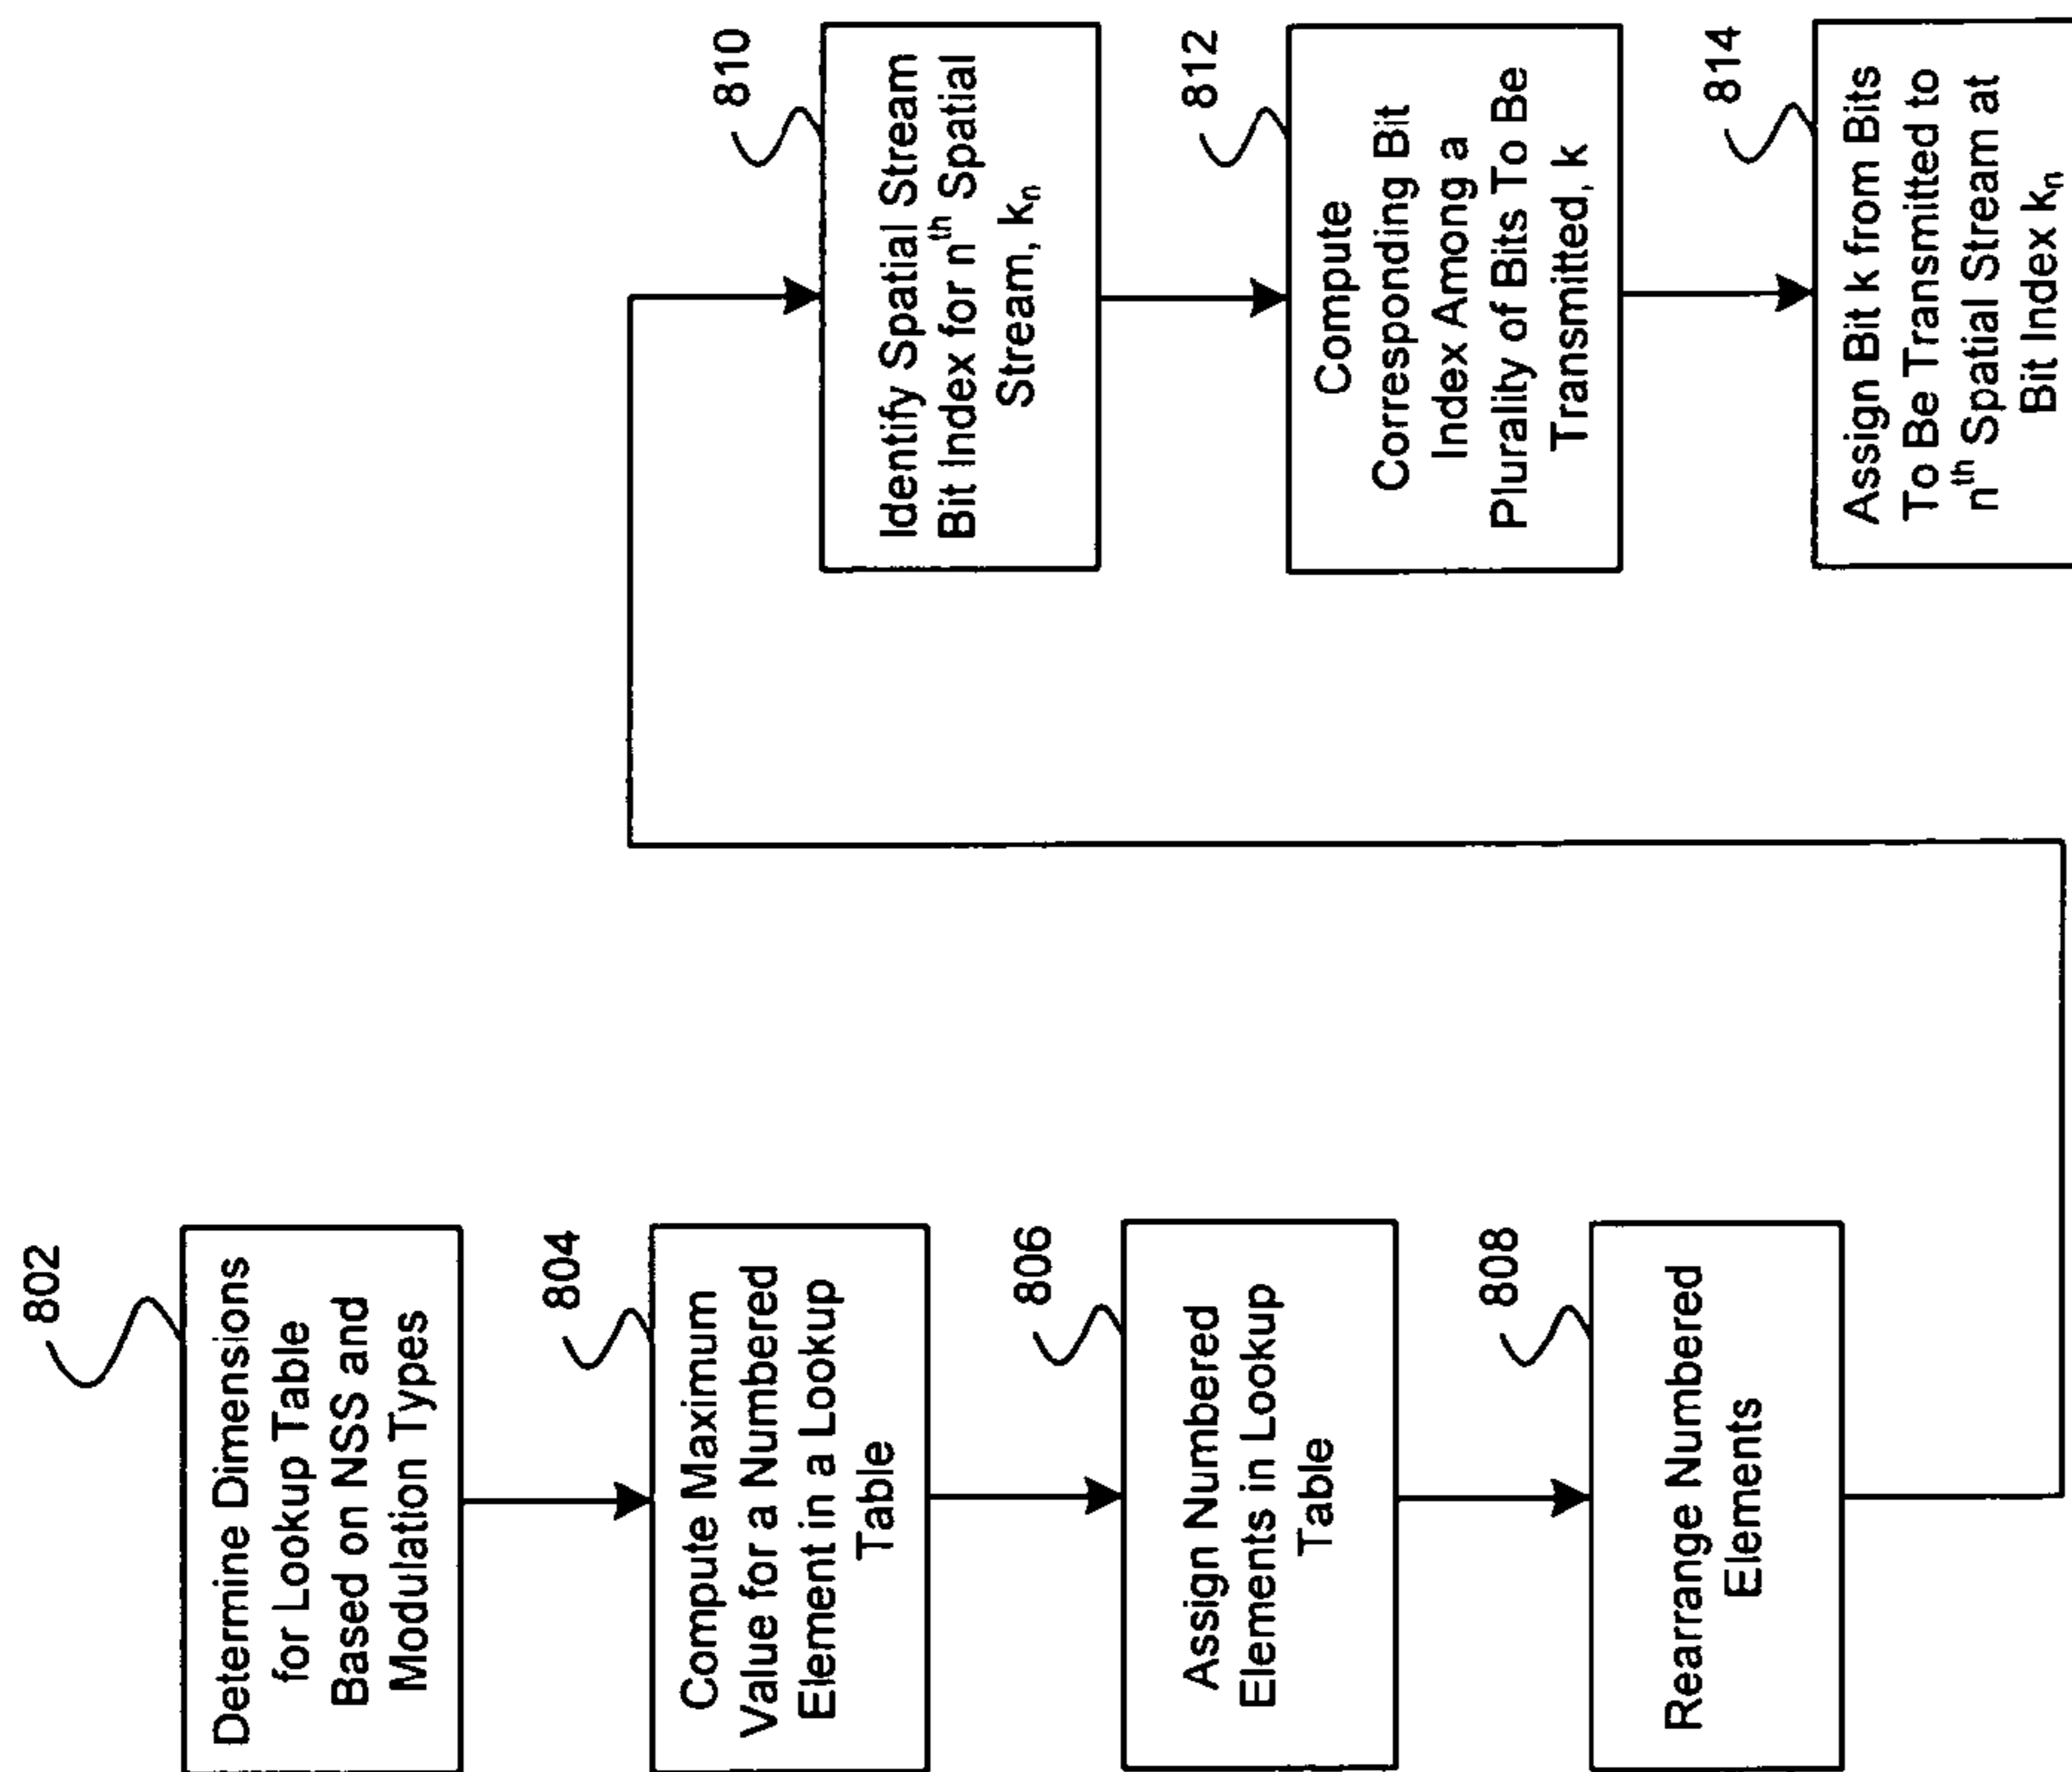 802
Determine Dimensions
for Lookup Table
Based on NSS and
Modulation Types
804
Compute Maximum
Value for a Numbered
Element in a Lookup
Table
806
Assign Numbered
Elements in Lookup
Table
808
Rearrange Numbered
Elements
810
Identify Spatial Stream
Bit Index for nth Spatial
Stream, kn
812
Compute
Corresponding Bit
Index Among a
Plurality of Bits To Be
Transmitted, k
814
Assign Bit k from Bits
To Be Transmitted to
nth Spatial Stream at
Bit Index kn